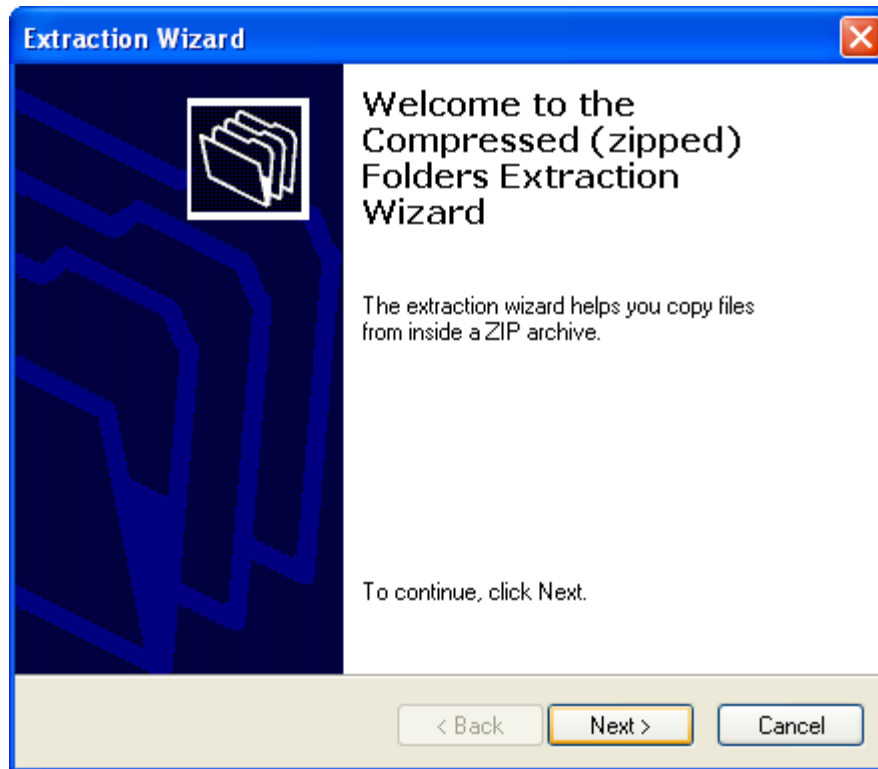 Extraction Wizard
Welcome to the
Compressed (zipped)
Folders Extraction
Wizard
The extraction wizard helps you copy files
from inside a ZIP archive.
To continue, click Next.
< Back Next > Cancel